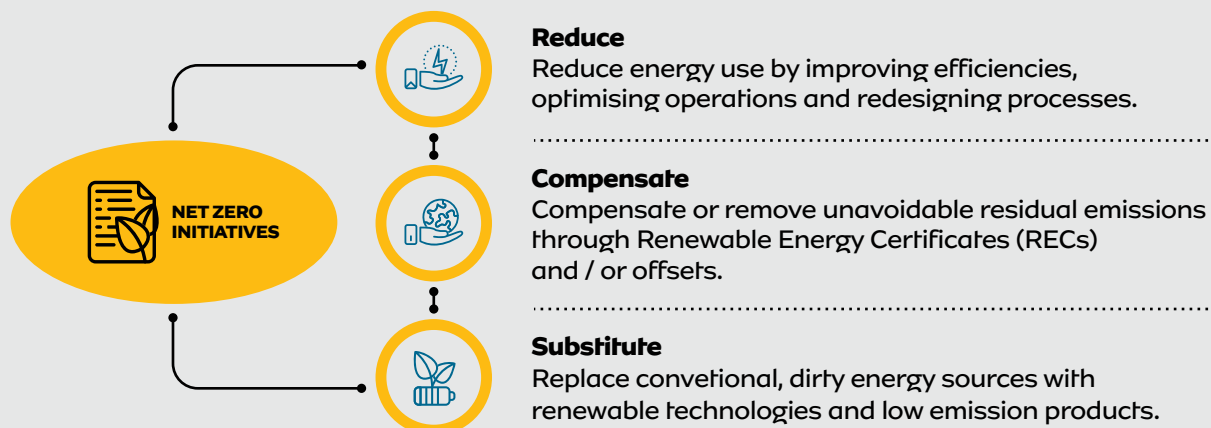 NET ZERO
INITIATIVES
Reduce
Reduce energy use by improving efficiencies,
optimising operations and redesigning processes.
Compensate
Compensate or remove unavoidable residual emissions
through Renewable Energy Certificates (RECs)
and / or offsets.
Substitute
Replace convetional, dirty energy sources with
renewable technologies and low emission products.